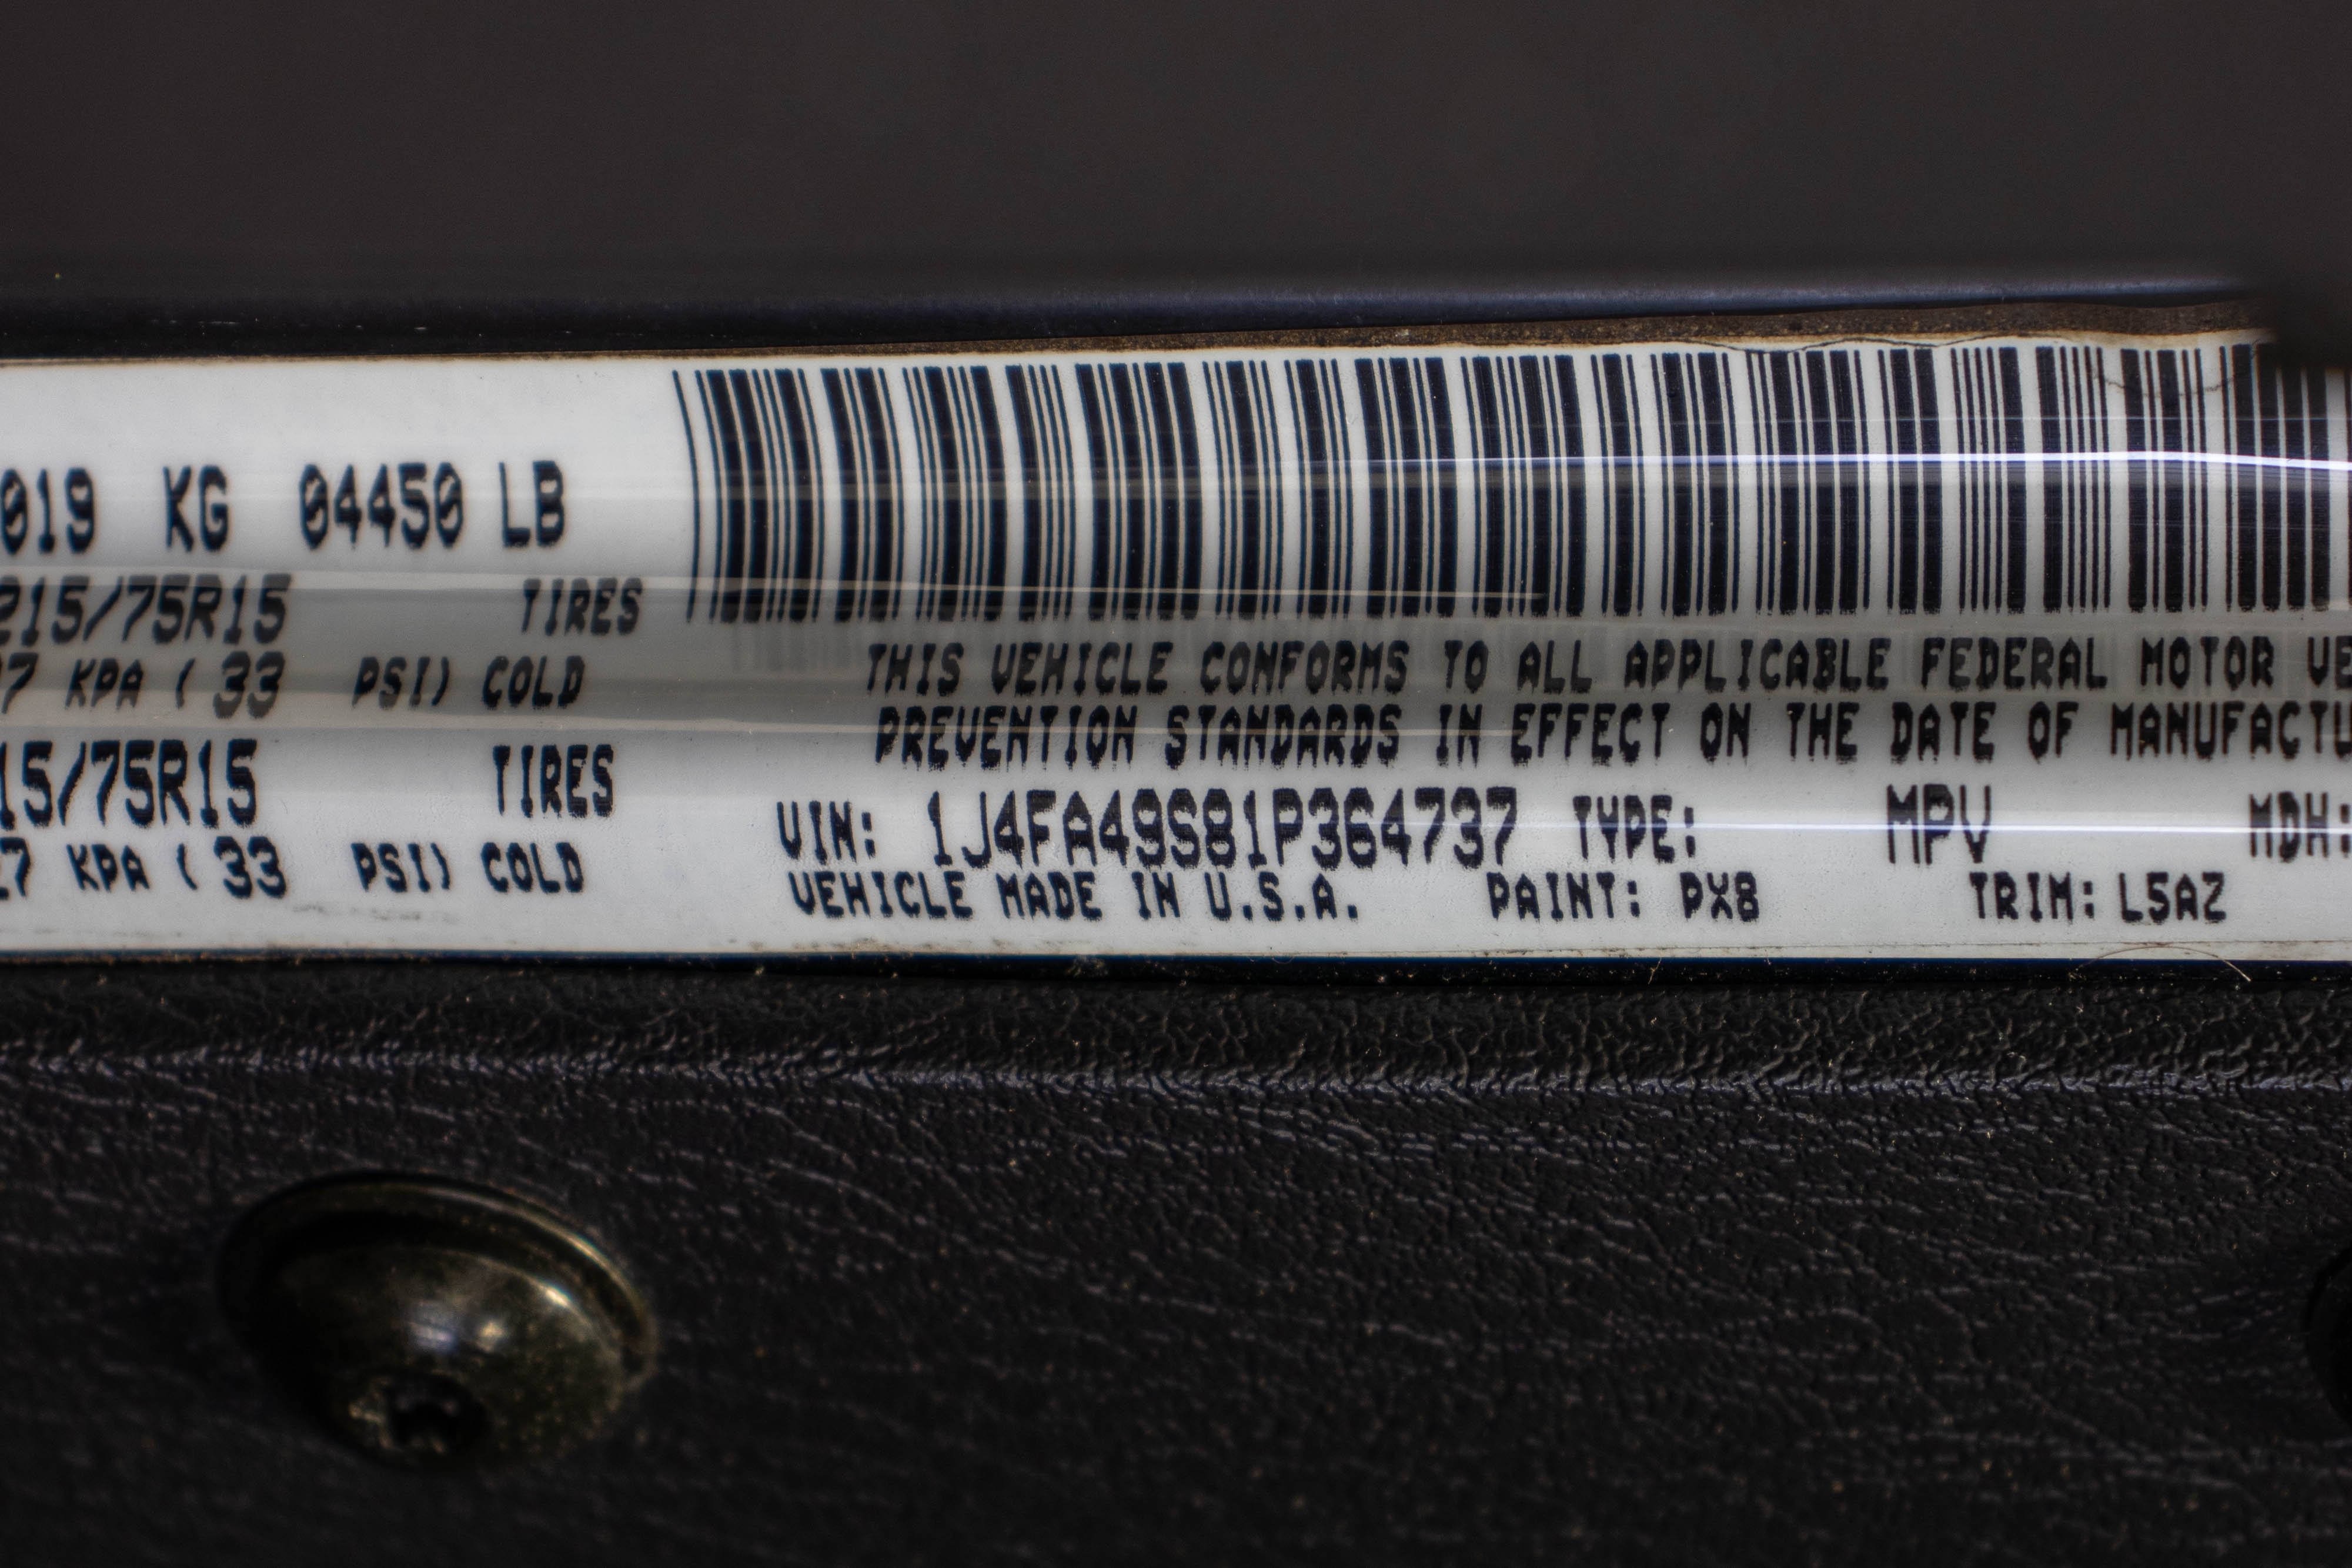 019 KG 04450 LB
215/75R15 TIRES
7 KPA ( 33 PSI) COLD
15/75R15 TIRES
27 KPA ( 33 PSI) COLD
THIS VEHICLE CONFORMS TO ALL APPLICABLE FEDERAL MOTOR VE
PREVENTION STANDARDS IN EFFECT ON THE DATE OF MANUFACTU
VIN: 1J4FA49S81P364737 TYPE: MPV MDH:
VEHICLE MADE IN U.S.A. PAINT: PX8 TRIM: L5AZ